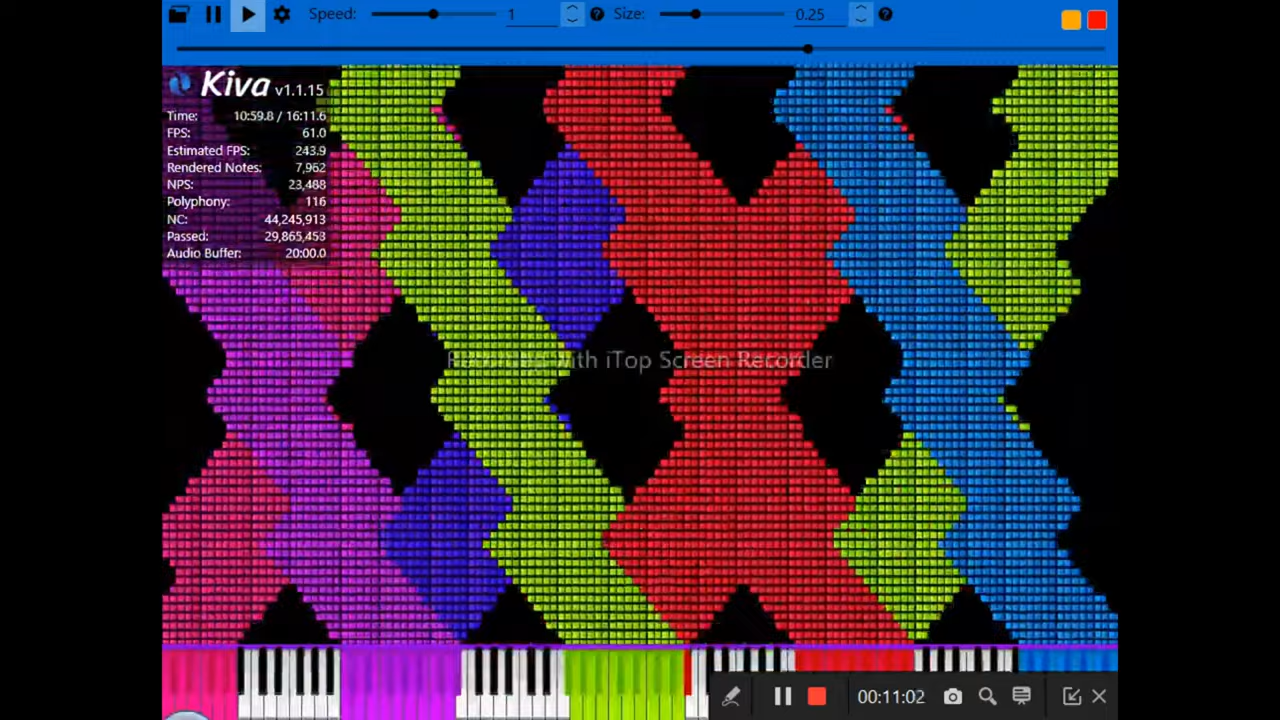 Speed: 1 ? Size: 0.25 ?
Kiva v1.1.15
Time: 10:59.8 / 16:11.6
FPS: 61.0
Estimated FPS: 243.9
Rendered Notes: 7,962
NPS: 23,488
Polyphony: 116
NC: 44,245,913
Passed: 29,865,453
Audio Buffer: 20:00.0
with iTop Screen Recorder
00:11:02